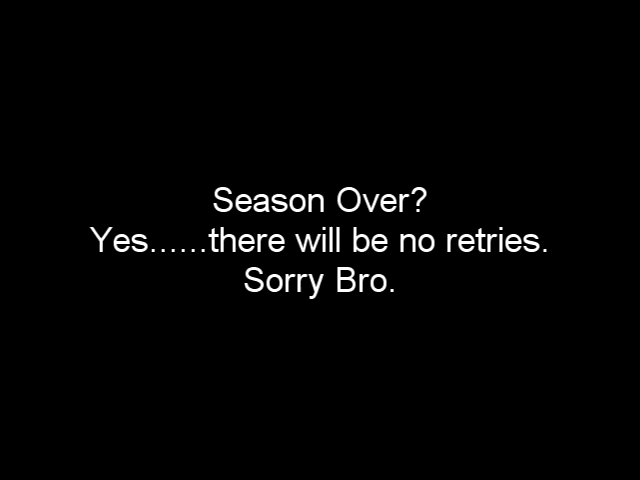 Season Over?
Yes......there will be no retries.
Sorry Bro.